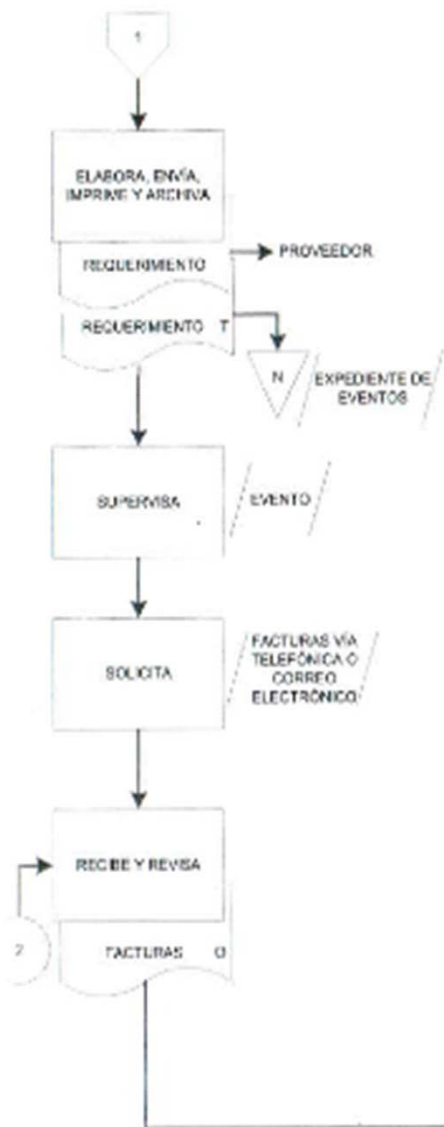 1
ELABORA, ENVÍA,
IMPRIME Y ARCHIVA
REQUERIMIENTO
PROVEEDOR
REQUERIMIENTO T
N
EXPEDIENTE DE
EVENTOS
SUPERVISA
EVENTO
SOLICITA
FACTURAS VÍA
TELEFÓNICA O
CORREO
ELECTRÓNICO
RECIBE Y REVISA
2
FACTURAS O